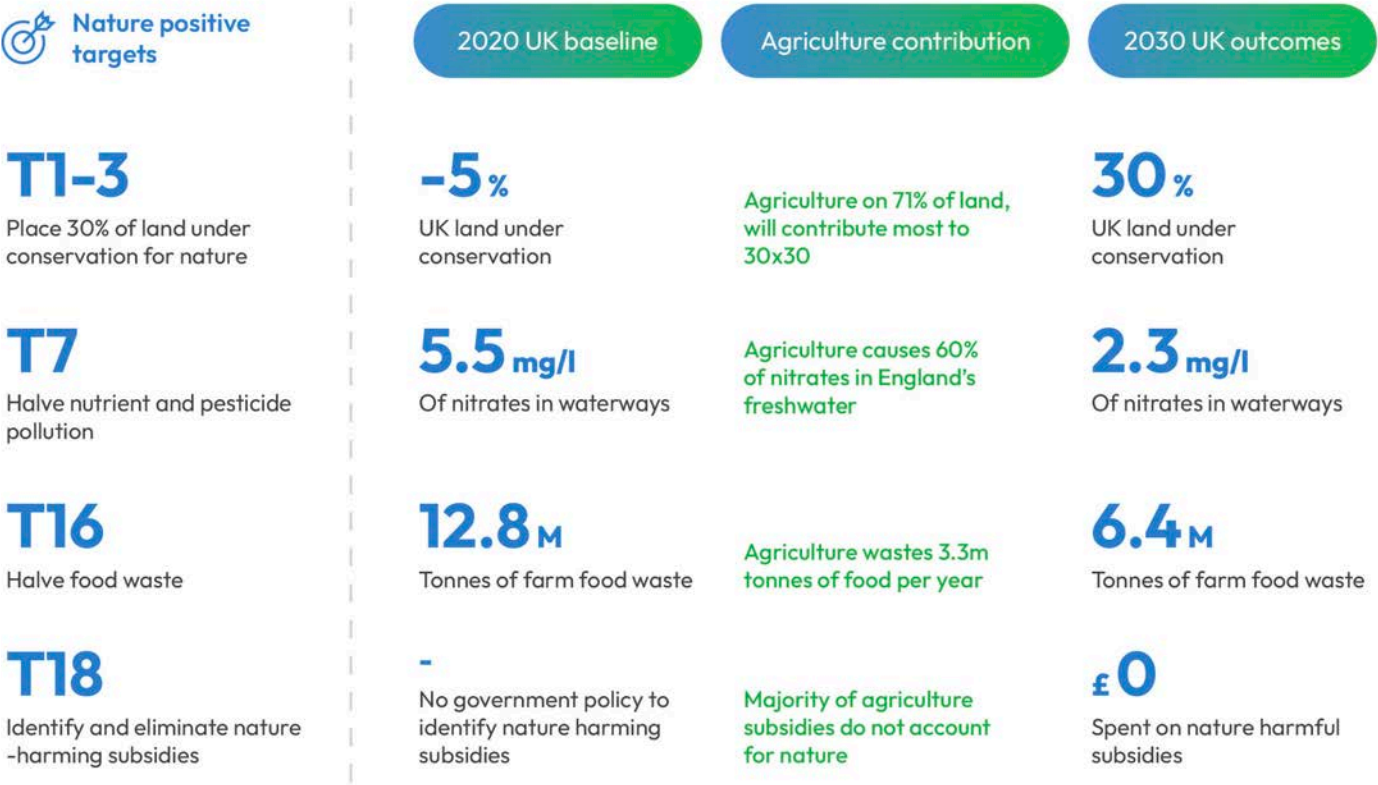 Nature positive
targets
2020 UK baseline
Agriculture contribution
2030 UK outcomes
T1-3
Place 30% of land under
conservation for nature
-5 %
UK land under
conservation
Agriculture on 71% of land,
will contribute most to
30x30
30 %
UK land under
conservation
T7
Halve nutrient and pesticide
pollution
5.5 mg/l
Of nitrates in waterways
Agriculture causes 60%
of nitrates in England's
freshwater
2.3 mg/l
Of nitrates in waterways
T16
Halve food waste
12.8 M
Tonnes of farm food waste
Agriculture wastes 3.3m
tonnes of food per year
6.4 M
Tonnes of farm food waste
T18
Identify and eliminate nature
-harming subsidies
-
No government policy to
identify nature harming
subsidies
Majority of agriculture
subsidies do not account
for nature
£ 0
Spent on nature harmful
subsidies